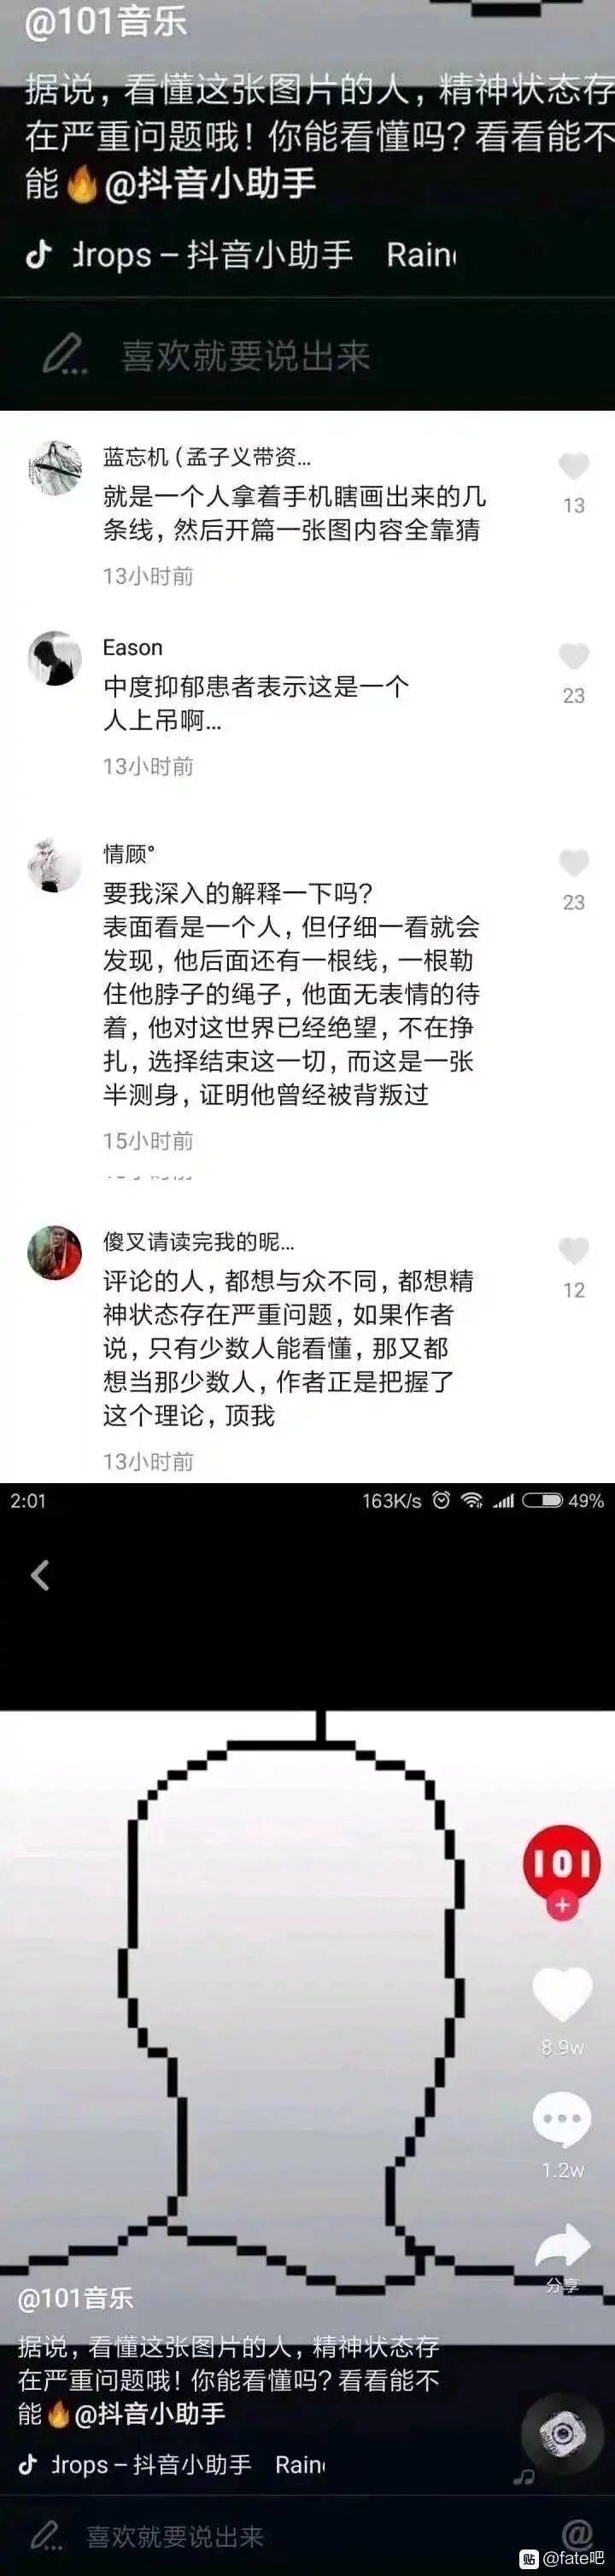 @101音乐
据说，看懂这张图片的人，精神状态存
在严重问题哦！你能看懂吗？看看能不
能🔥@抖音小助手
drops – 抖音小助手 Rain
喜欢就要说出来
蓝忘机（孟子义带资...
就是一个人拿着手机瞎画出来的几
条线，然后开篇一张图内容全靠猜
13
13小时前
Eason
中度抑郁患者表示这是一个
人上吊啊...
23
13小时前
情顾°
要我深入的解释一下吗？
23
表面看是一个人，但仔细一看就会
发现，他后面还有一根线，一根勒
住他脖子的绳子，他面无表情的待
着，他对这世界已经绝望，不在挣
扎，选择结束这一切，而这是一张
半测身，证明他曾经被背叛过
15小时前
傻叉请读完我的昵...
评论的人，都想与众不同，都想精
12
神状态存在严重问题，如果作者
说，只有少数人能看懂，那又都
想当那少数人，作者正是把握了
这个理论，顶我
13小时前
2:01 163K/s 49%
101
8.9w
1.2w
分享
@101音乐
据说，看懂这张图片的人，精神状态存
在严重问题哦！你能看懂吗？看看能不
能🔥@抖音小助手
drops – 抖音小助手 Rain
喜欢就要说出来 @
贴 @fate吧